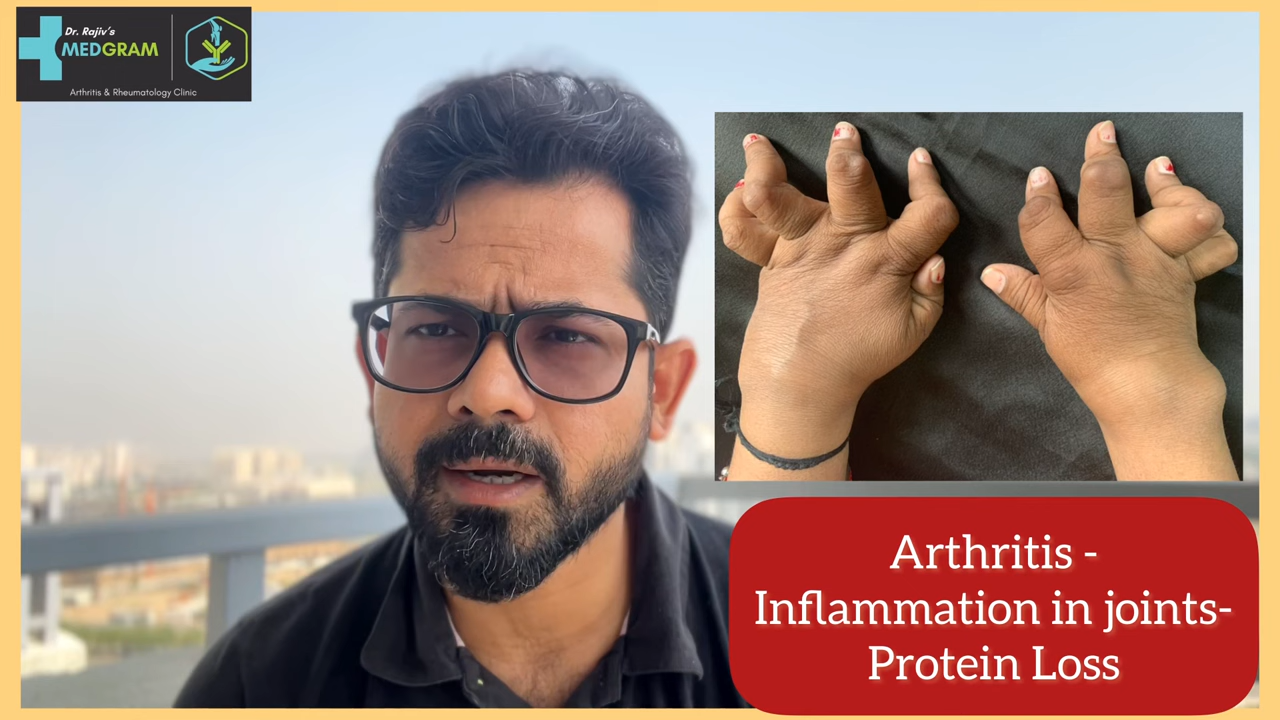 Dr. Rajiv's
MEDGRAM
Arthritis & Rheumatology Clinic
Arthritis -
Inflammation in joints-
Protein Loss